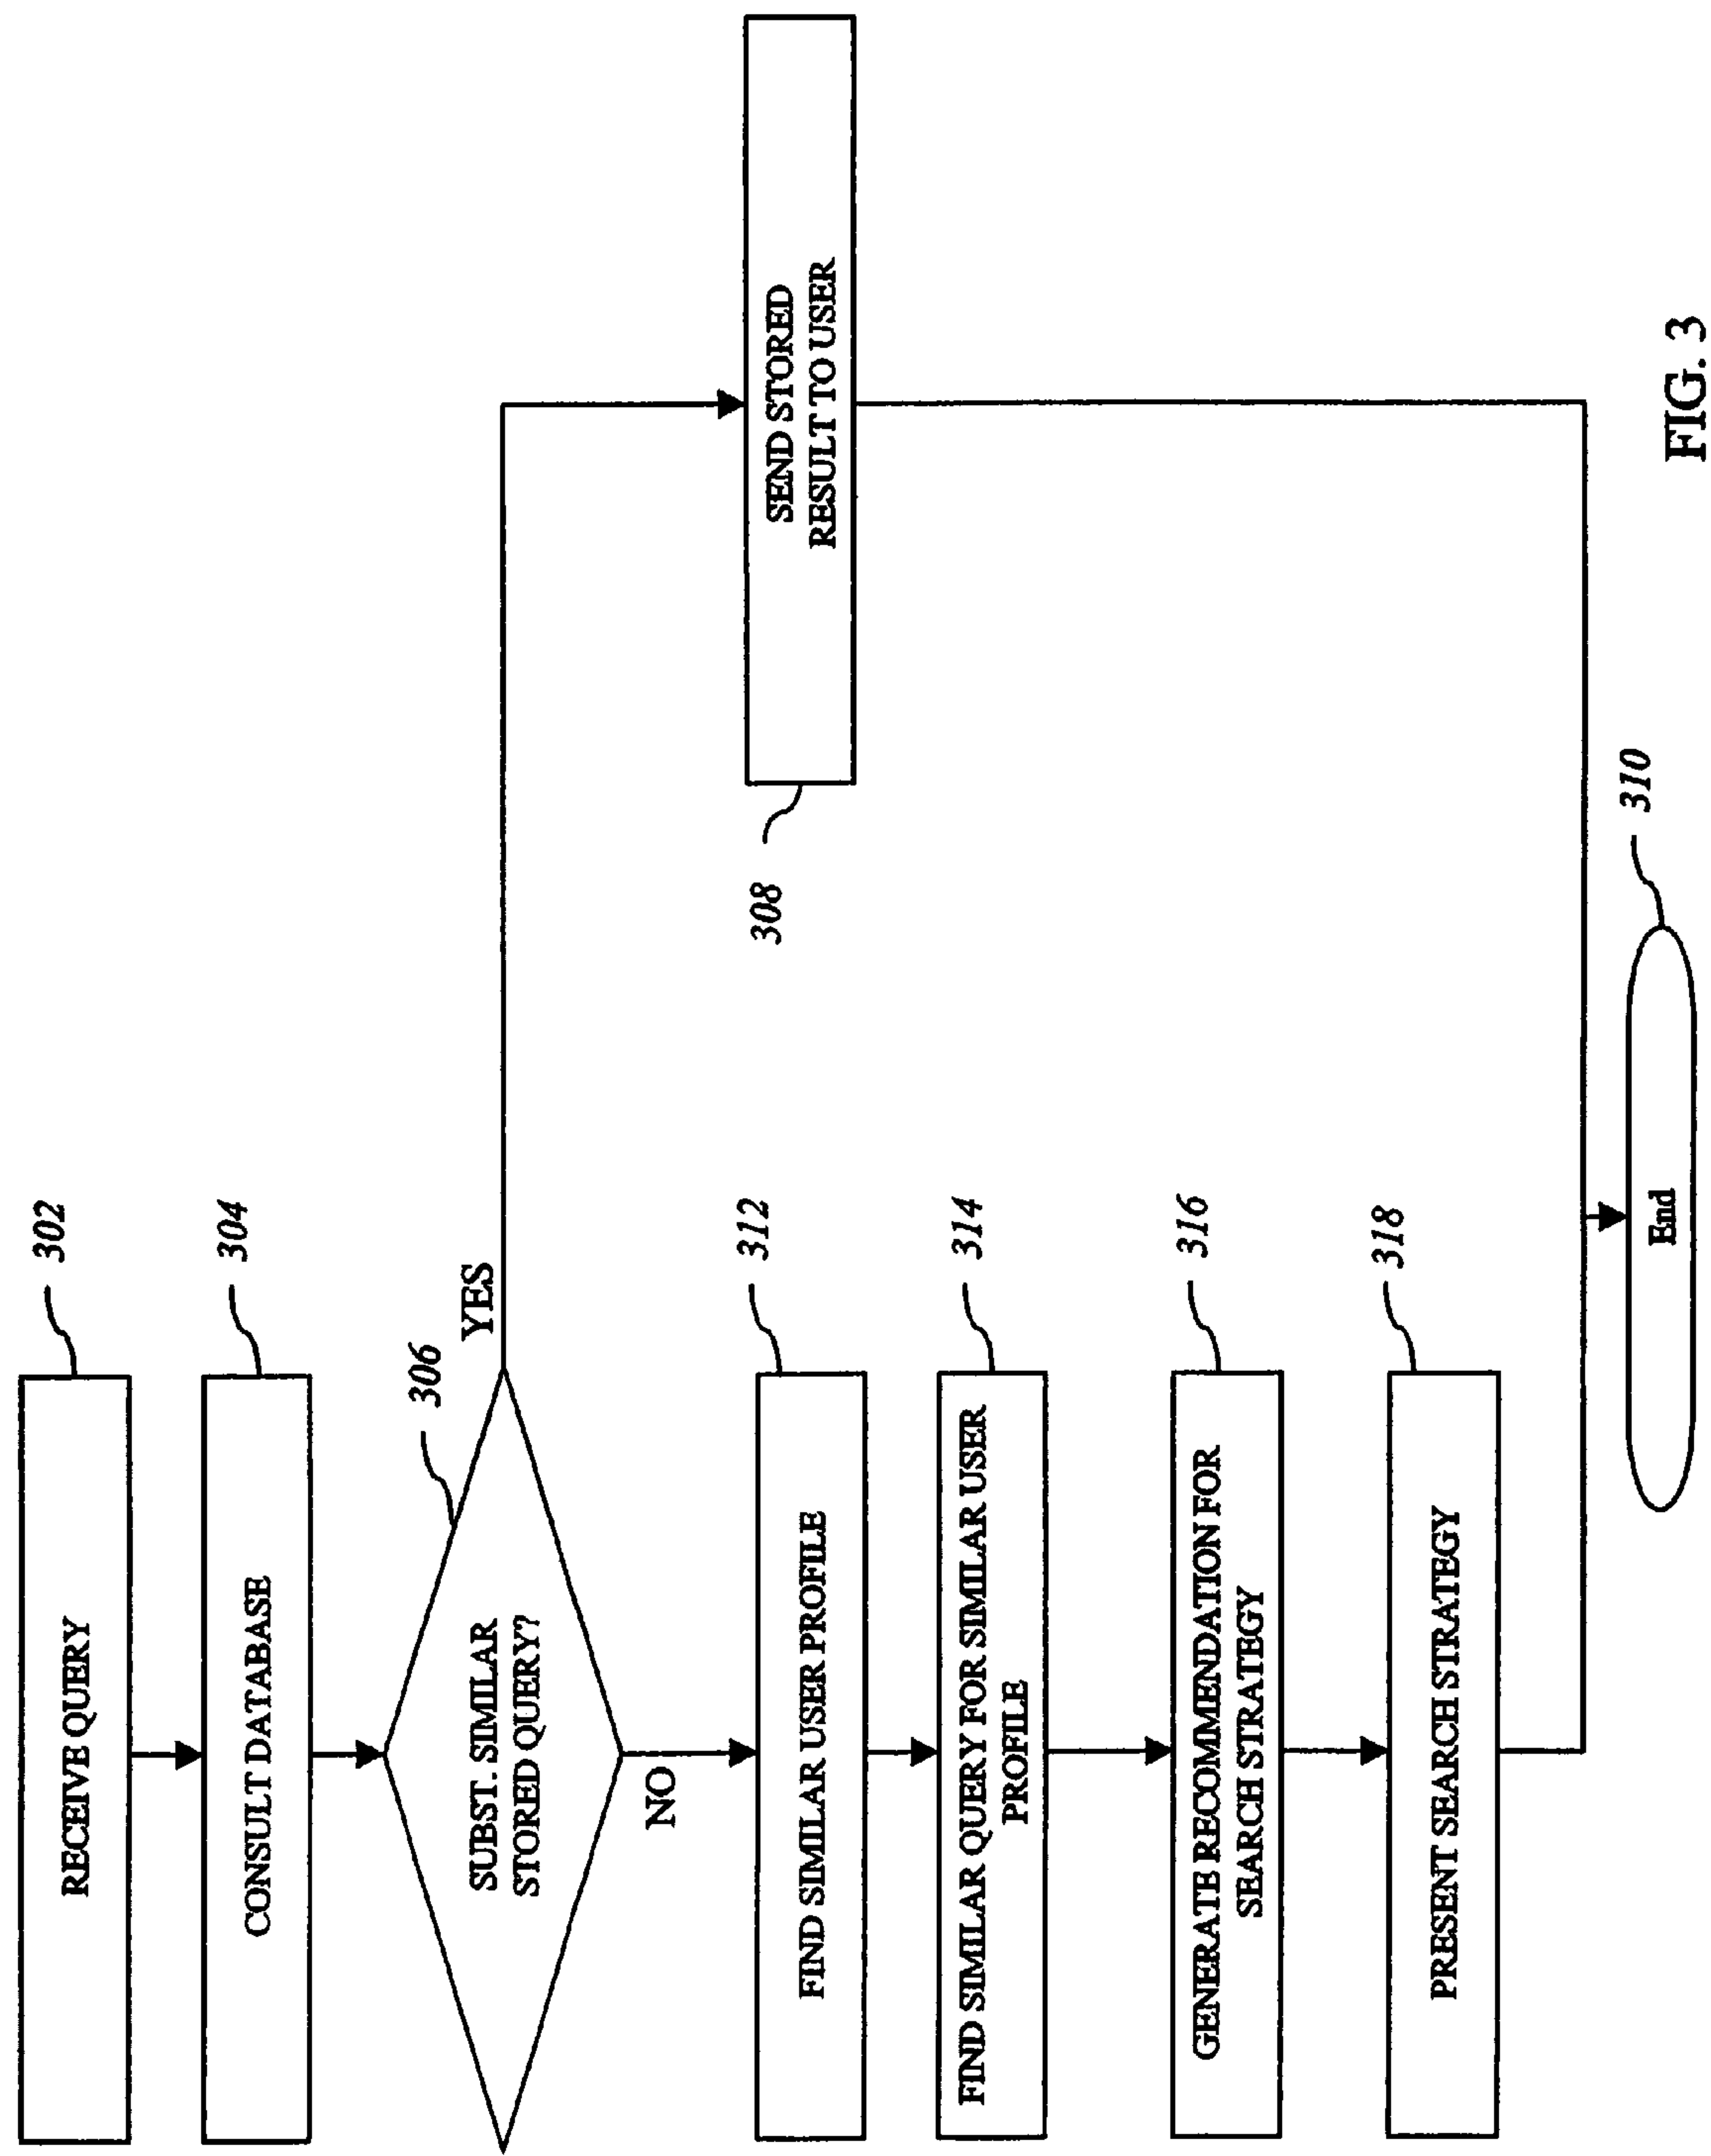 RECEIVE QUERY
302
CONSULT DATABASE
304
306
SUBST. SIMILAR
STORED QUERY?
YES
NO
SEND STORED
RESULT TO USER
308
FIND SIMILAR USER PROFILE
312
FIND SIMILAR QUERY FOR SIMILAR USER
PROFILE
314
GENERATE RECOMMENDATION FOR
SEARCH STRATEGY
316
PRESENT SEARCH STRATEGY
318
End
310
FIG. 3